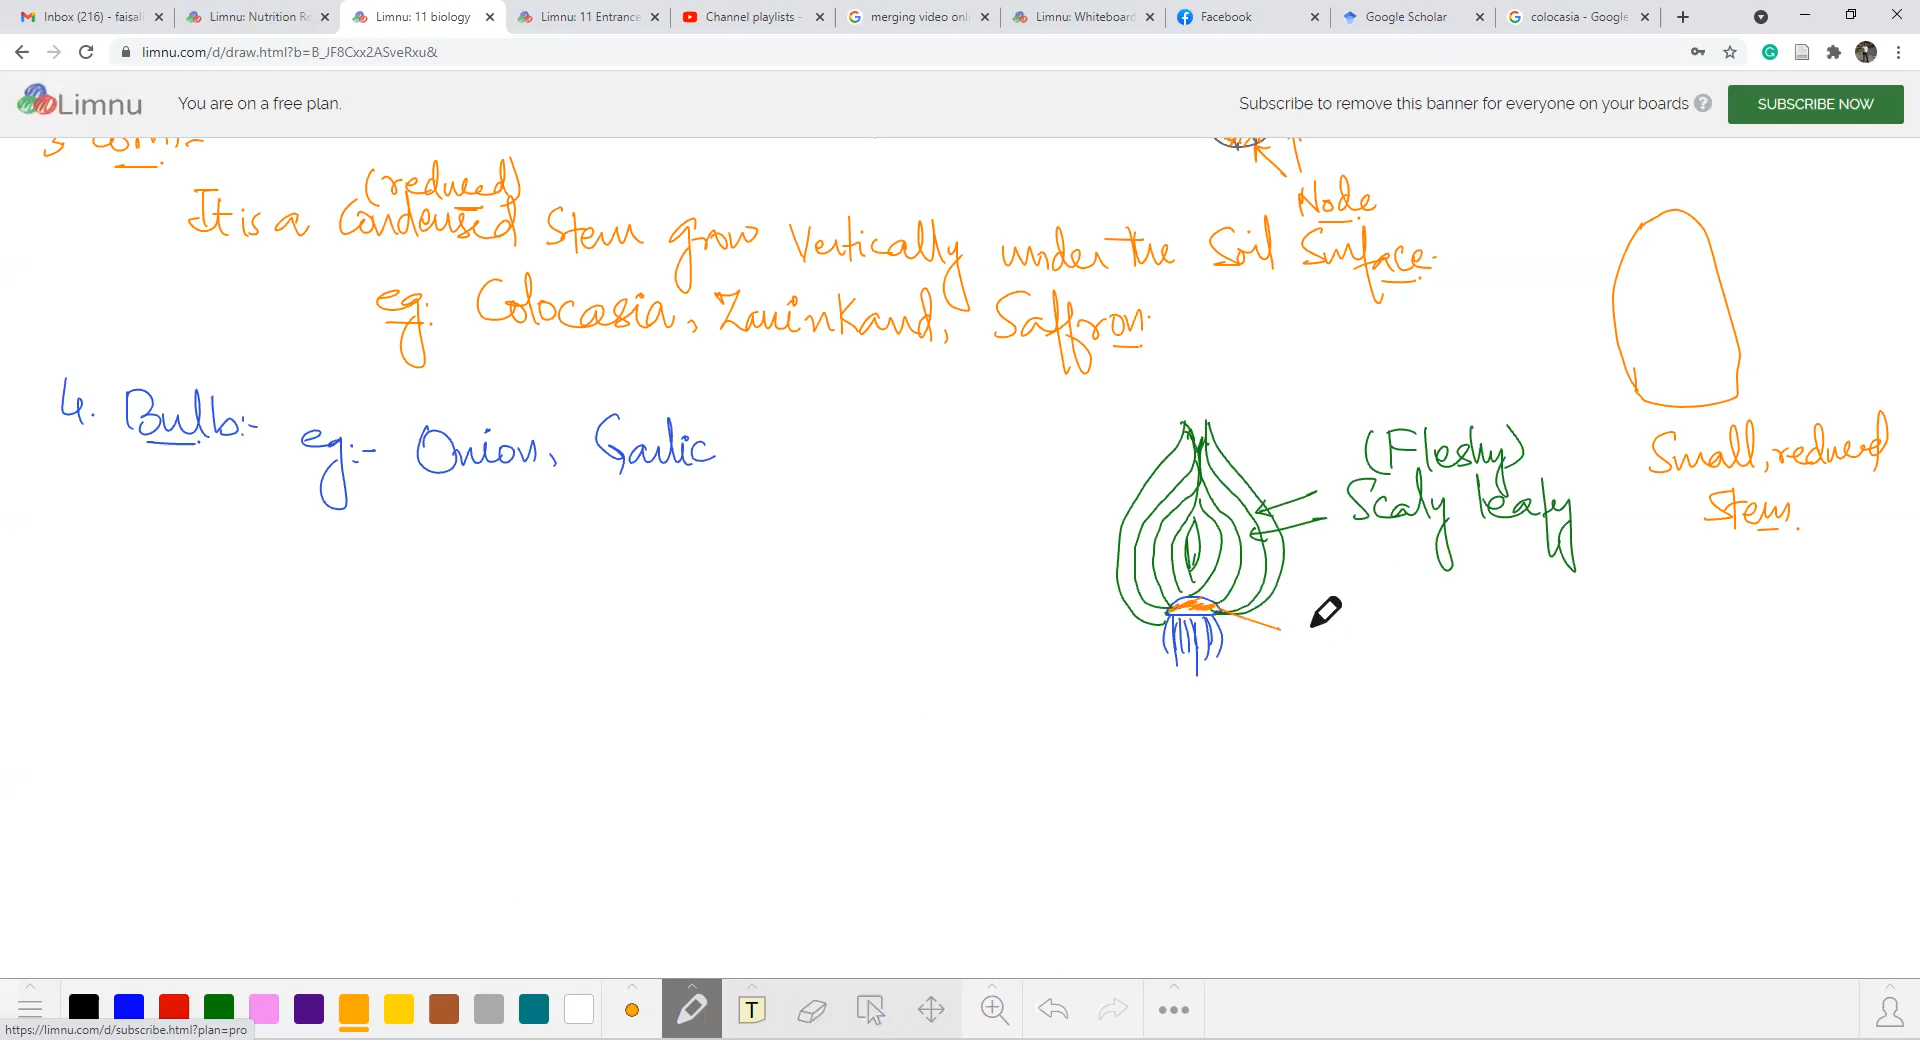 Inbox (216) - faisal
Limnu: Nutrition Re
Limnu: 11 biology
Limnu: 11 Entrance
Channel playlists -
merging video onli
Limnu: Whiteboard
Facebook
Google Scholar
colocasia - Google
limnu.com/d/draw.html?b=B_JF8Cxx2ASveRxu&
Limnu
You are on a free plan.
Subscribe to remove this banner for everyone on your boards
SUBSCRIBE NOW
(reduced)
It is a Condensed Stem grow Vertically under the Soil Surface.
Node
eg. Colocasia, Zaminkand, Saffron.
4. Bulb:-
eg:- Onion, Garlic
(Fleshy)
Scaly leafy
Small, reduced
Stem.
T
https://limnu.com/d/subscribe.html?plan=pro